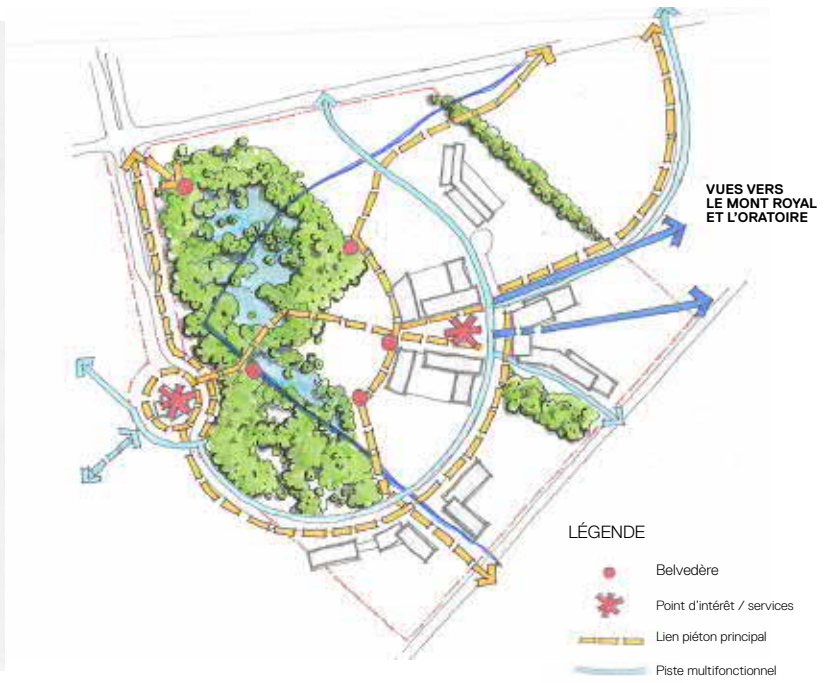 VUES VERS
LE MONT ROYAL
ET L'ORATOIRE
LÉGENDE
Belvedère
Point d'intérêt / services
Lien piéton principal
Piste multifonctionnel